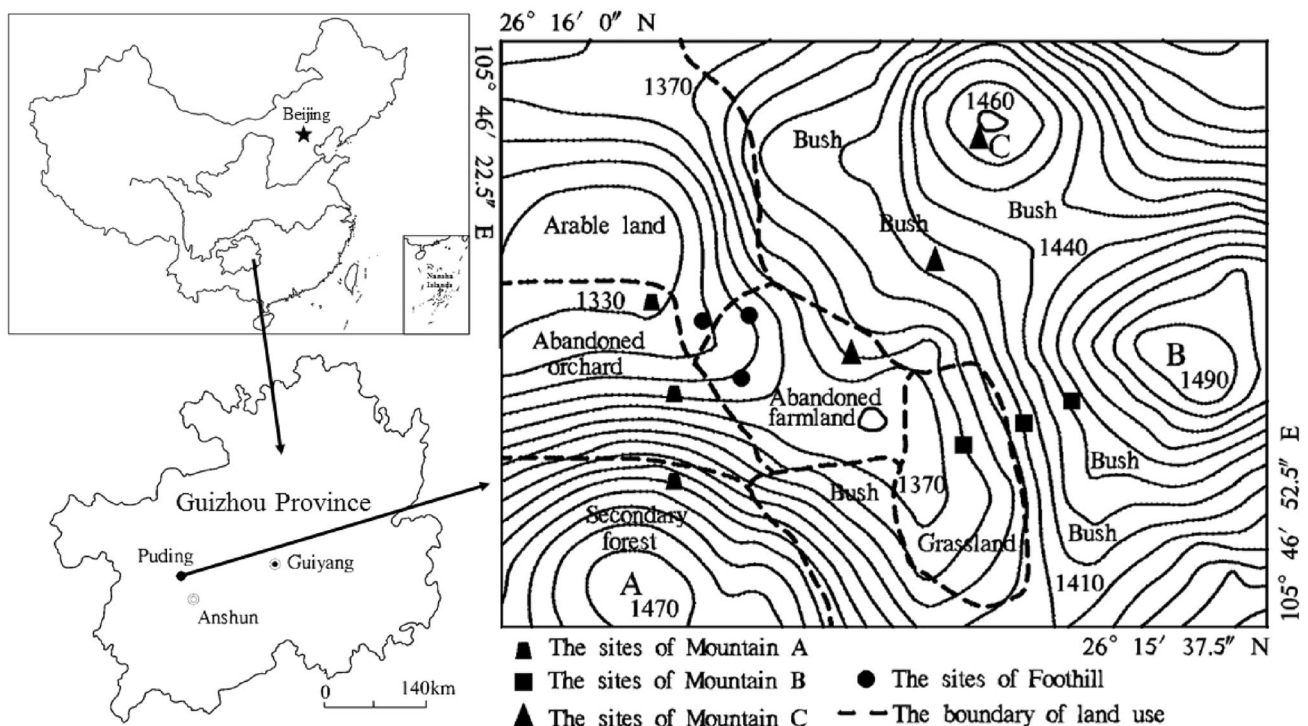 Beijing
Nansha
Islands
Guizhou Province
Puding
Guiyang
Anshun
0 140km
26° 16′ 0″ N
105° 46′ 22.5″ E
1370
1460
C
Bush
Bush
Bush
Arable land
1440
1330
Abandoned
orchard
B
1490
Abandoned
farmland
Bush
1370
Bush
Secondary
forest
Grassland
Bush
A
1470
1410
105° 46′ 52.5″ E
26° 15′ 37.5″ N
The sites of Mountain A
The sites of Mountain B
The sites of Mountain C
The sites of Foothill
The boundary of land use